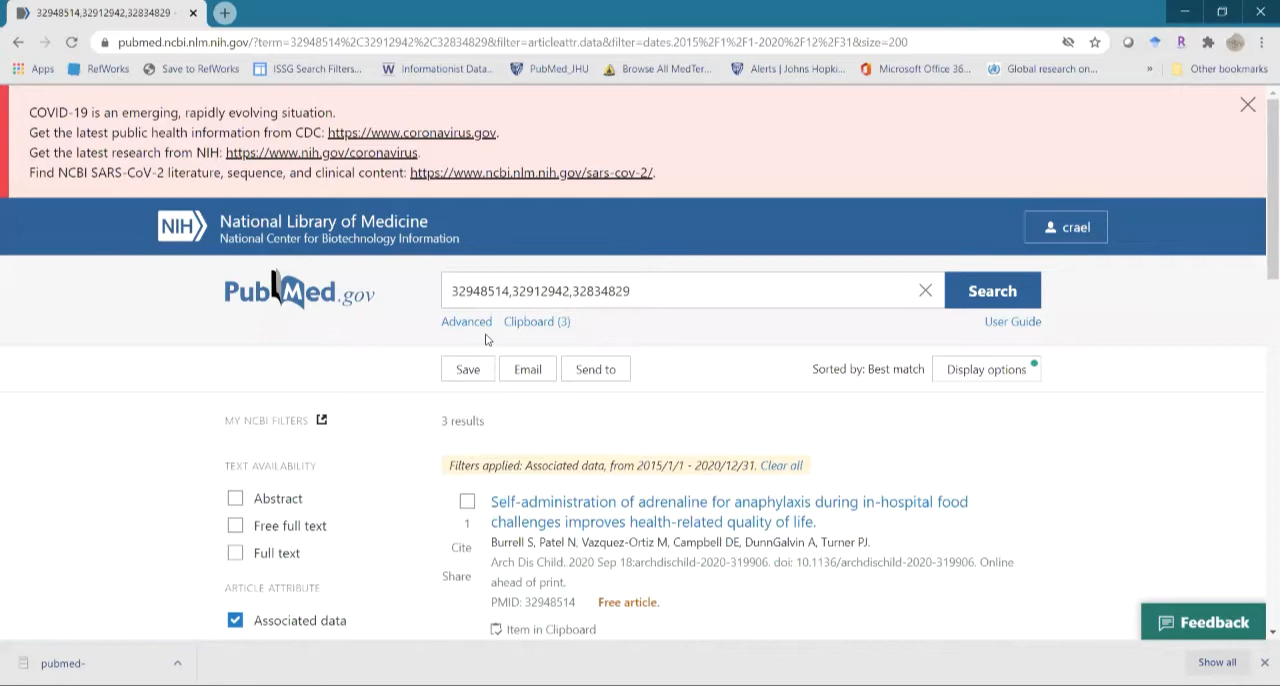 32948514,32912942,32834829 -
pubmed.ncbi.nlm.nih.gov/?term=32948514%2C32912942%2C32834829&filter=articleattr.data&filter=dates.2015%2F1%2F1-2020%2F12%2F31&size=200
R
Apps RefWorks Save to RefWorks ISSG Search Filters... Informationist Data... PubMed_JHU Browse All MedTer... Alerts | Johns Hopki... Microsoft Office 36... Global research on... » Other bookmarks
COVID-19 is an emerging, rapidly evolving situation.
Get the latest public health information from CDC: https://www.coronavirus.gov.
Get the latest research from NIH: https://www.nih.gov/coronavirus.
Find NCBI SARS-CoV-2 literature, sequence, and clinical content: https://www.ncbi.nlm.nih.gov/sars-cov-2/.
NIH National Library of Medicine
National Center for Biotechnology Information
crael
PubMed.gov
32948514,32912942,32834829
Search
Advanced Clipboard (3) User Guide
Save Email Send to Sorted by: Best match Display options
MY NCBI FILTERS
3 results
TEXT AVAILABILITY
Filters applied: Associated data, from 2015/1/1 - 2020/12/31. Clear all
Abstract
Free full text
Full text
ARTICLE ATTRIBUTE
Associated data
1
Cite
Share
Self-administration of adrenaline for anaphylaxis during in-hospital food
challenges improves health-related quality of life.
Burrell S, Patel N, Vazquez-Ortiz M, Campbell DE, DunnGalvin A, Turner PJ.
Arch Dis Child. 2020 Sep 18:archdischild-2020-319906. doi: 10.1136/archdischild-2020-319906. Online
ahead of print.
PMID: 32948514 Free article.
Item in Clipboard
Feedback
pubmed-
Show all